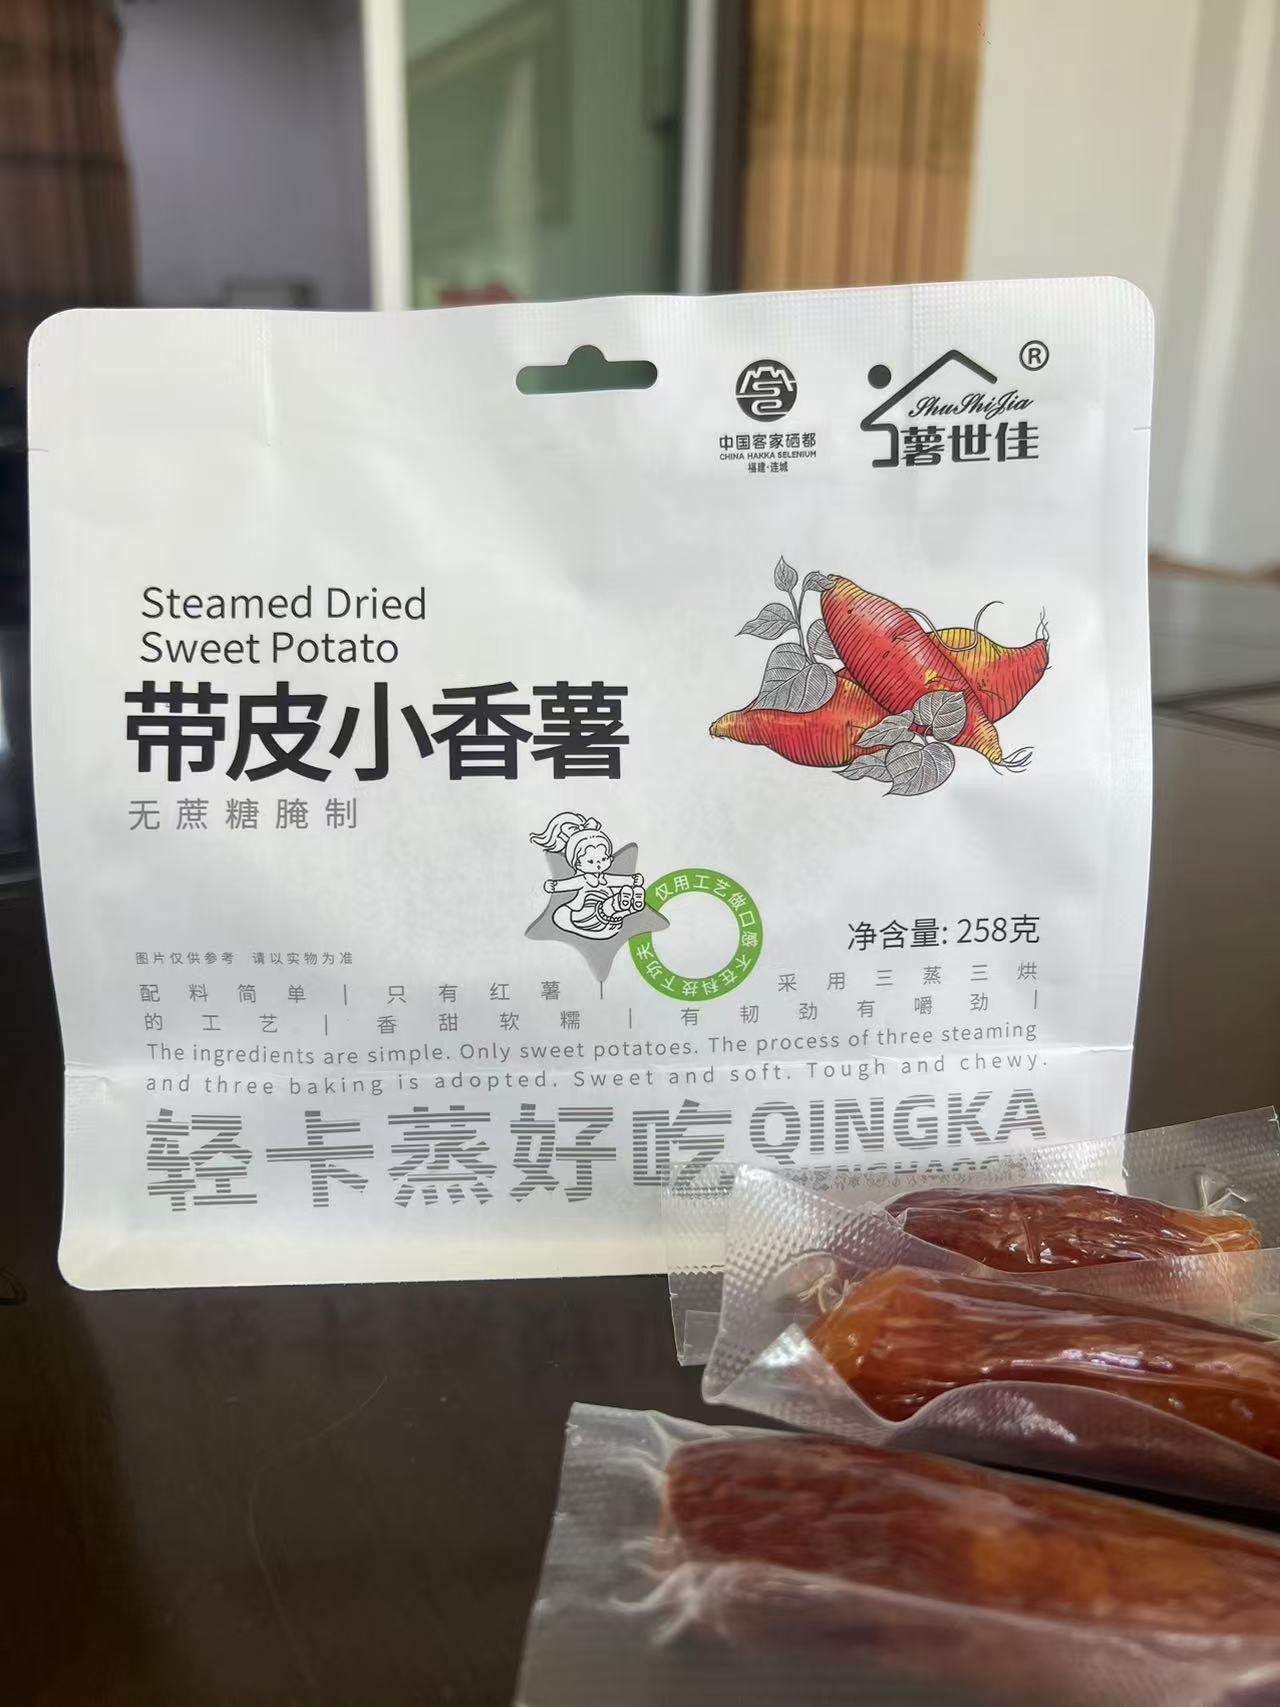 中国客家硒都
CHINA HAKKA SELENIUM
福建·连城
ShuShiJia®
薯世佳
Steamed Dried
Sweet Potato
带皮小香薯
无蔗糖腌制
仅用工艺做口感 不在科技下功夫
净含量: 258克
图片仅供参考 请以实物为准
配料简单 | 只有红薯 | 采用三蒸三烘
的工艺 | 香甜软糯 | 有韧劲有嚼劲 |
The ingredients are simple. Only sweet potatoes. The process of three steaming
and three baking is adopted. Sweet and soft. Tough and chewy.
轻卡蒸好吃 QINGKA